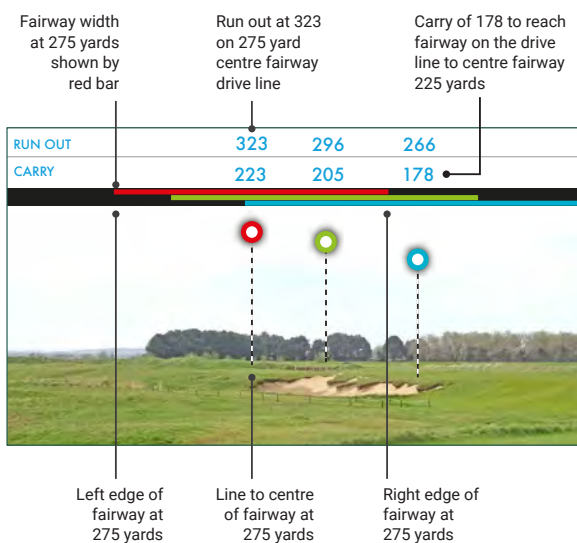 Fairway width
at 275 yards
shown by
red bar
Run out at 323
on 275 yard
centre fairway
drive line
Carry of 178 to reach
fairway on the drive
line to centre fairway
225 yards
RUN OUT 323 296 266
CARRY 223 205 178
Left edge of
fairway at
275 yards
Line to centre
of fairway at
275 yards
Right edge of
fairway at
275 yards